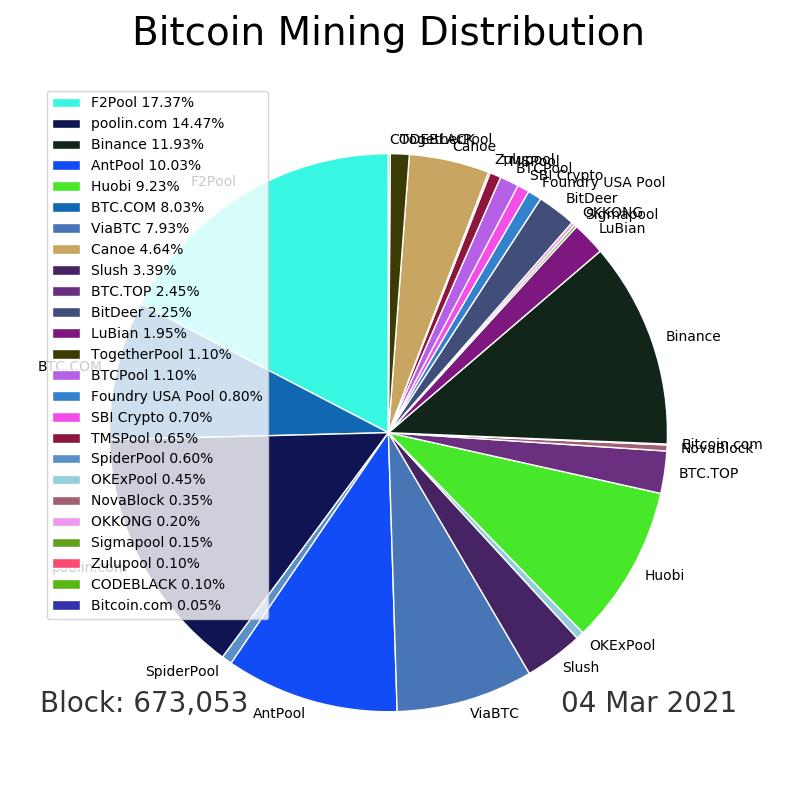 Bitcoin Mining Distribution
F2Pool 17.37%
poolin.com 14.47%
Binance 11.93%
AntPool 10.03%
Huobi 9.23%
BTC.COM 8.03%
ViaBTC 7.93%
Canoe 4.64%
Slush 3.39%
BTC.TOP 2.45%
BitDeer 2.25%
LuBian 1.95%
TogetherPool 1.10%
BTCPool 1.10%
Foundry USA Pool 0.80%
SBI Crypto 0.70%
TMSPool 0.65%
SpiderPool 0.60%
OKExPool 0.45%
NovaBlock 0.35%
OKKONG 0.20%
Sigmapool 0.15%
Zulupool 0.10%
CODEBLACK 0.10%
Bitcoin.com 0.05%
CODEBLACK
TogetherPool
Canoe
Zulupool
TMSPool
BTCPool
SBI Crypto
Foundry USA Pool
BitDeer
OKKONG
Sigmapool
LuBian
Binance
Bitcoin.com
NovaBlock
BTC.TOP
Huobi
OKExPool
Slush
ViaBTC
AntPool
SpiderPool
poolin.com
BTC.COM
F2Pool
Block: 673,053
04 Mar 2021